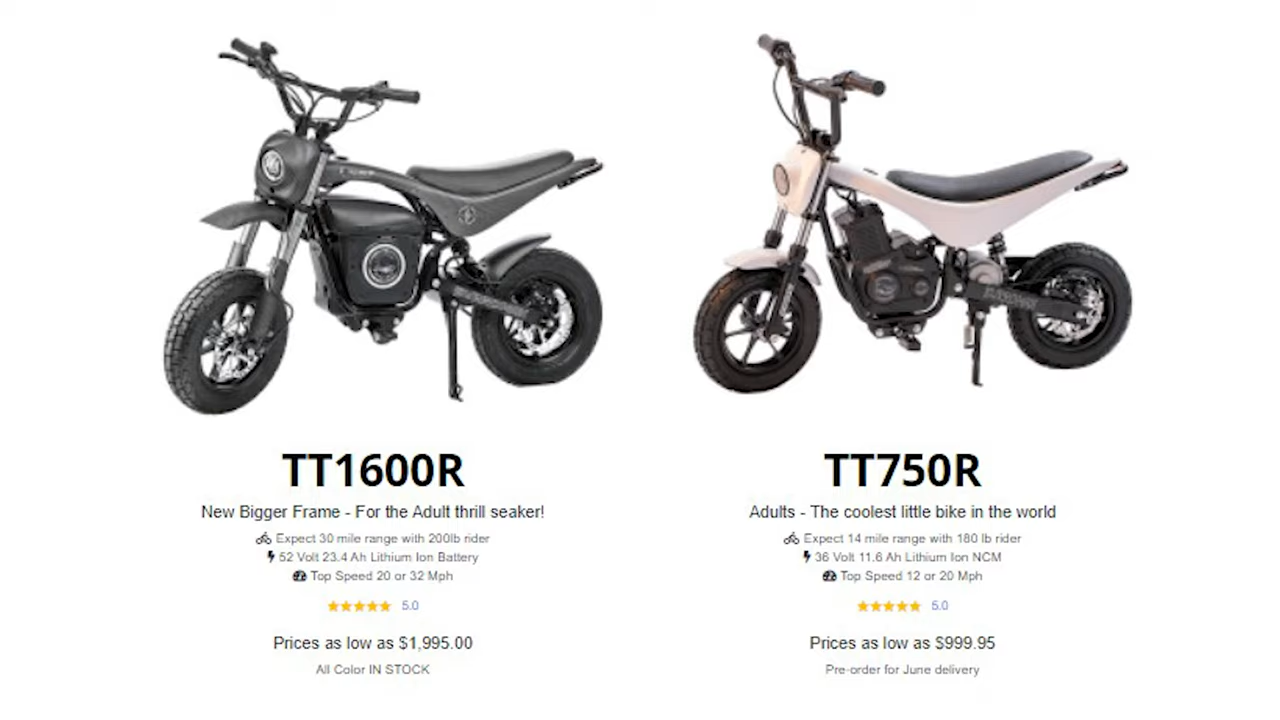 TT1600R
New Bigger Frame - For the Adult thrill seaker!
Expect 30 mile range with 200lb rider
52 Volt 23.4 Ah Lithium Ion Battery
Top Speed 20 or 32 Mph
5.0
Prices as low as $1,995.00
All Color IN STOCK
TT750R
Adults - The coolest little bike in the world
Expect 14 mile range with 180 lb rider
36 Volt 11.6 Ah Lithium Ion NCM
Top Speed 12 or 20 Mph
5.0
Prices as low as $999.95
Pre-order for June delivery